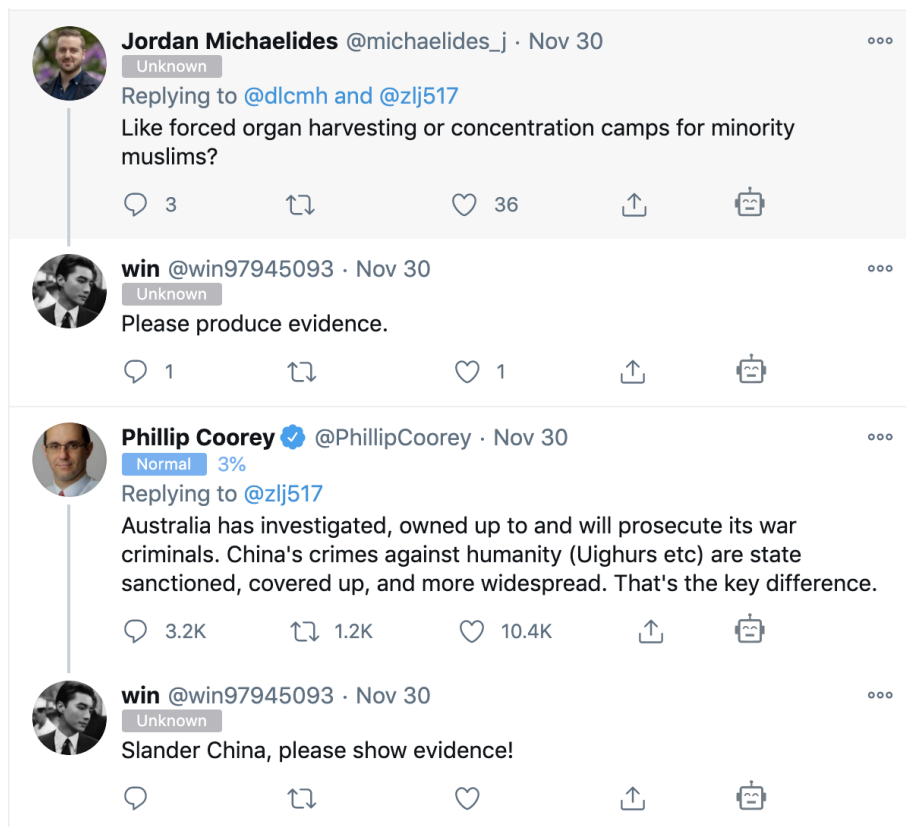 Jordan Michaelides @michaelides_j · Nov 30
Unknown
Replying to @dlcmh and @zlj517
Like forced organ harvesting or concentration camps for minority
muslims?
3 36
win @win97945093 · Nov 30
Unknown
Please produce evidence.
1 1
Phillip Coorey @PhillipCoorey · Nov 30
Normal 3%
Replying to @zlj517
Australia has investigated, owned up to and will prosecute its war
criminals. China's crimes against humanity (Uighurs etc) are state
sanctioned, covered up, and more widespread. That's the key difference.
3.2K 1.2K 10.4K
win @win97945093 · Nov 30
Unknown
Slander China, please show evidence!